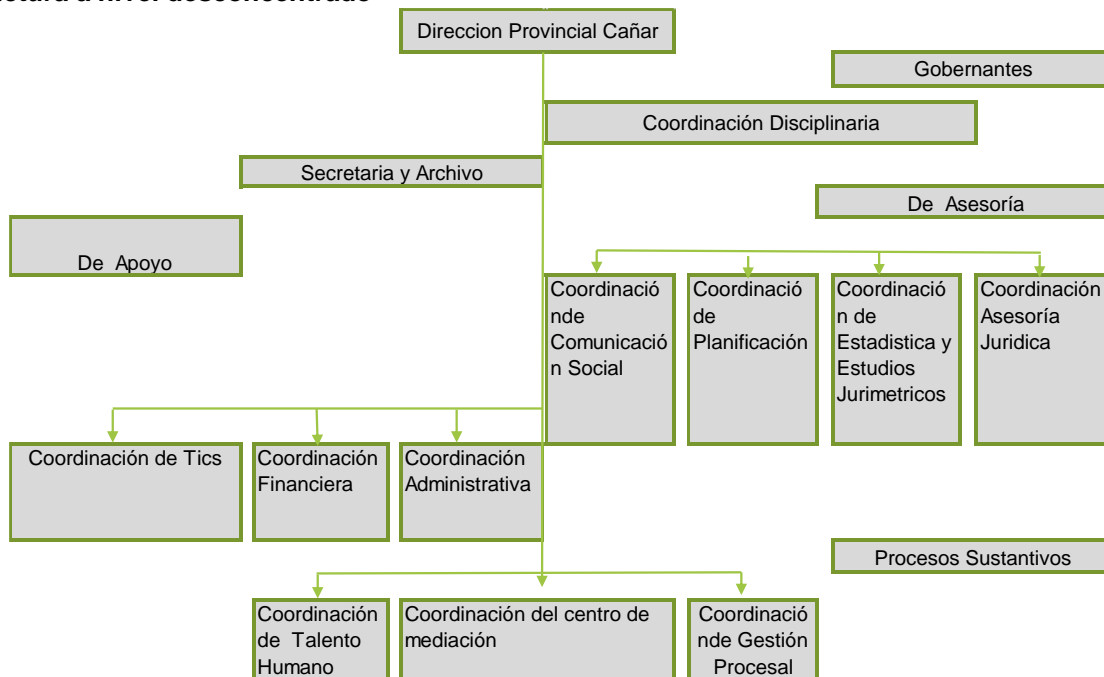 a nivel desconcentrado
Direccion Provincial Cañar
Gobernantes
Coordinación Disciplinaria
Secretaria y Archivo
De Asesoría
De Apoyo
Coordinació
nde
Comunicació
n Social
Coordinació
de
Planificación
Coordinació
n de
Estadistica y
Estudios
Jurimetricos
Coordinación
Asesoría
Juridica
Coordinación de Tics
Coordinación
Financiera
Coordinación
Administrativa
Procesos Sustantivos
Coordinación
de Talento
Humano
Coordinación del centro de
mediación
Coordinació
nde Gestión
Procesal